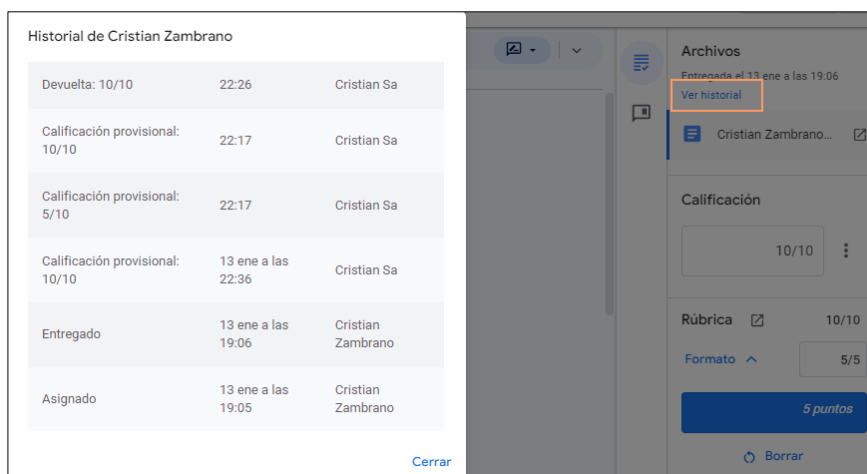 Historial de Cristian Zambrano
Devuelta: 10/10 22:26 Cristian Sa
Calificación provisional:
10/10
22:17 Cristian Sa
Calificación provisional:
5/10
22:17 Cristian Sa
Calificación provisional:
10/10
13 ene a las
22:36
Cristian Sa
Entregado
13 ene a las
19:06
Cristian
Zambrano
Asignado
13 ene a las
19:05
Cristian
Zambrano
Cerrar
Archivos
Entregada el 13 ene a las 19:06
Ver historial
Cristian Zambrano...
Calificación
10/10
Rúbrica 10/10
Formato 5/5
5 puntos
Borrar